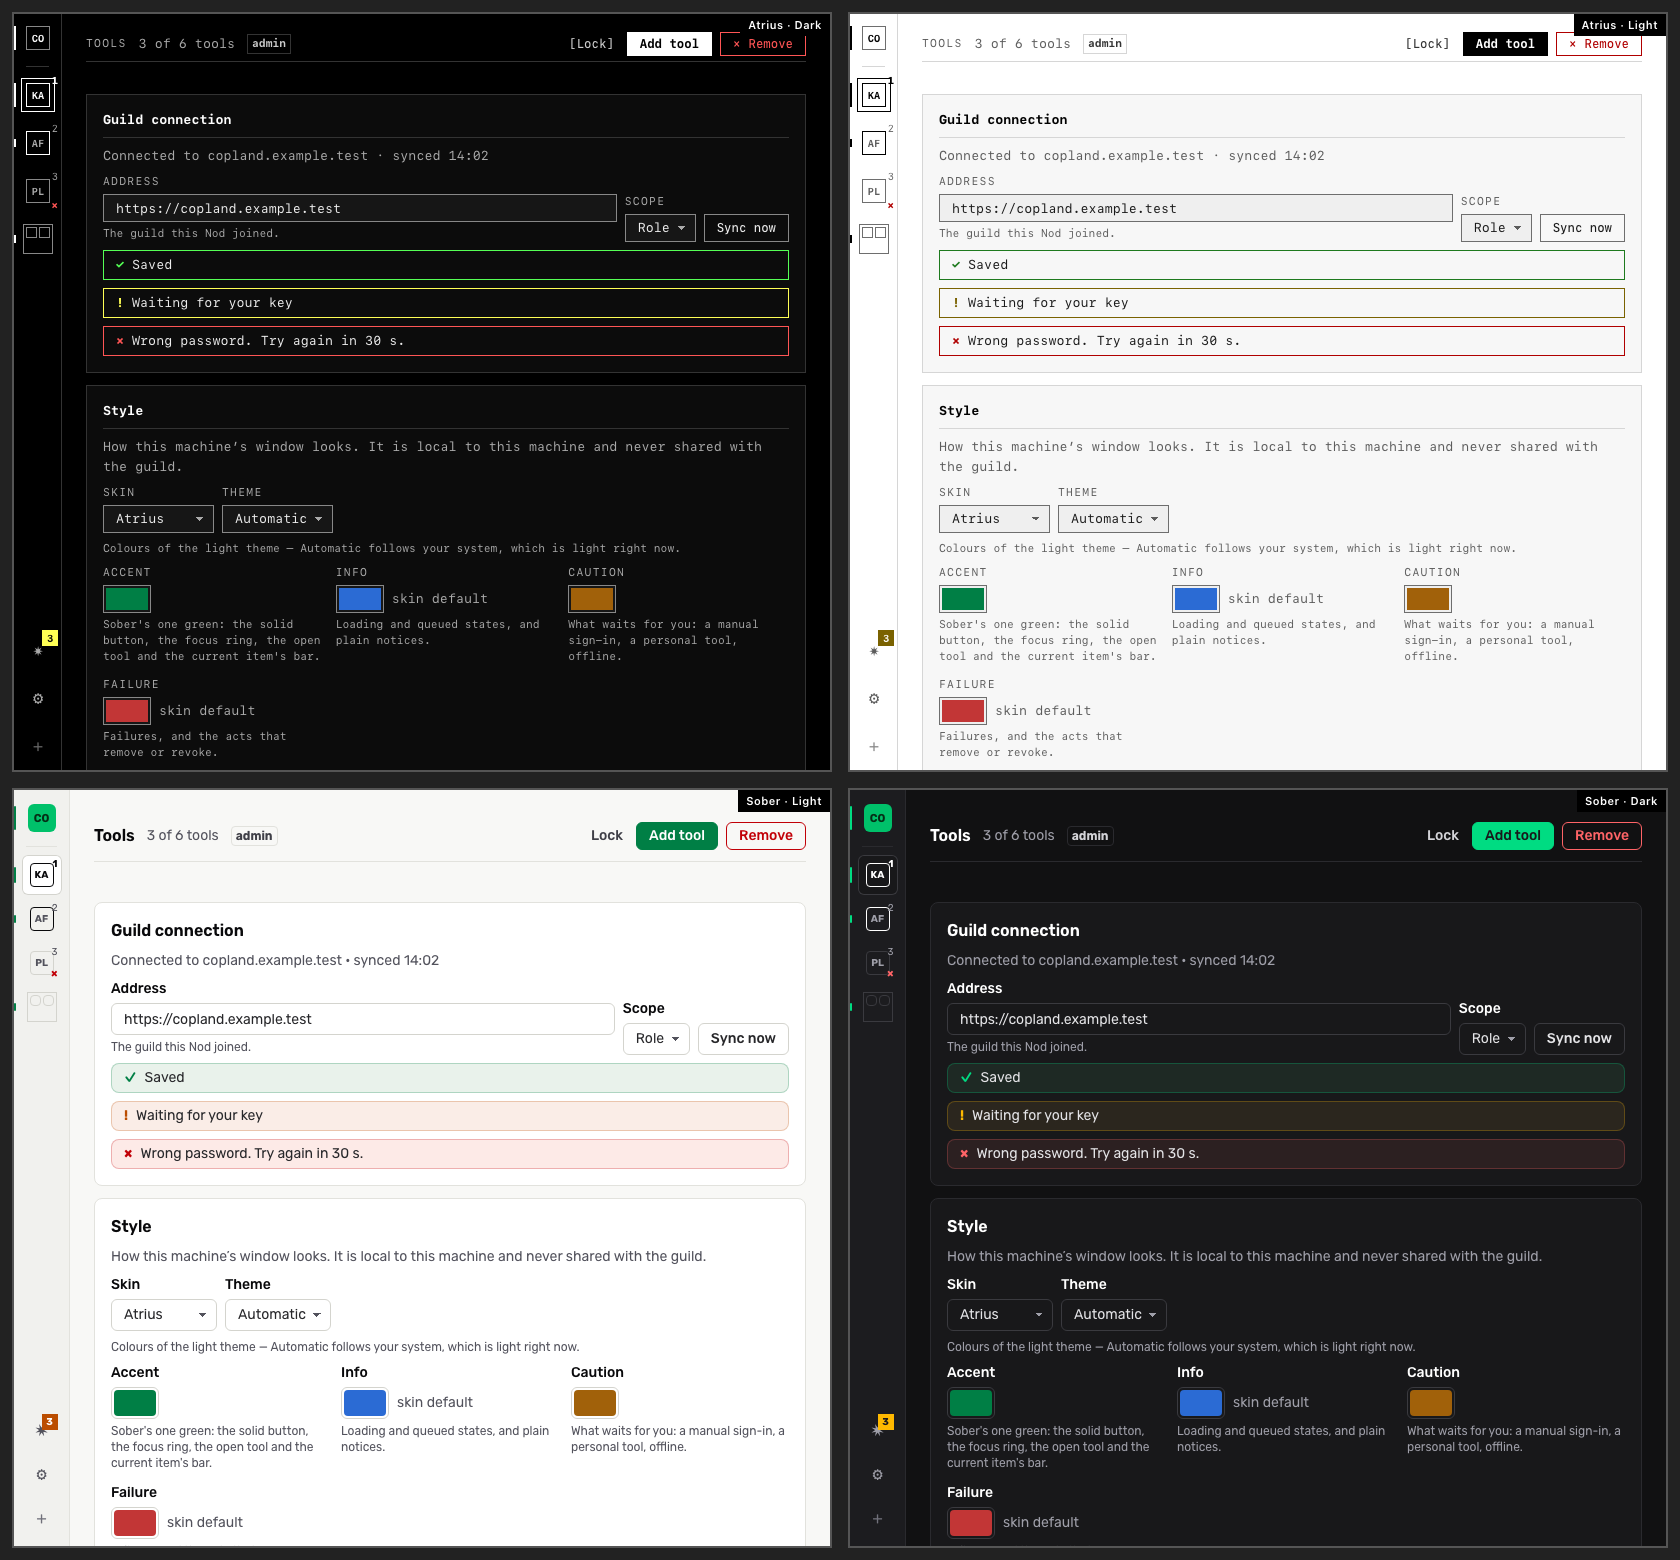 Atrius · Dark
CO
TOOLS 3 of 6 tools admin [Lock] Add tool × Remove
KA 1
AF 2
PL 3
×
Guild connection
Connected to copland.example.test · synced 14:02
ADDRESS
https://copland.example.test
The guild this Nod joined.
SCOPE
Role
Sync now
✓ Saved
! Waiting for your key
× Wrong password. Try again in 30 s.
Style
How this machine's window looks. It is local to this machine and never shared with
the guild.
SKIN THEME
Atrius Automatic
Colours of the light theme — Automatic follows your system, which is light right now.
ACCENT
Sober's one green: the solid
button, the focus ring, the open
tool and the current item's bar.
INFO
skin default
Loading and queued states, and
plain notices.
CAUTION
What waits for you: a manual
sign-in, a personal tool,
offline.
FAILURE
skin default
Failures, and the acts that
remove or revoke.
3
+
Atrius · Light
CO
TOOLS 3 of 6 tools admin [Lock] Add tool × Remove
KA 1
AF 2
PL 3
×
Guild connection
Connected to copland.example.test · synced 14:02
ADDRESS
https://copland.example.test
The guild this Nod joined.
SCOPE
Role
Sync now
✓ Saved
! Waiting for your key
× Wrong password. Try again in 30 s.
Style
How this machine's window looks. It is local to this machine and never shared with
the guild.
SKIN THEME
Atrius Automatic
Colours of the light theme — Automatic follows your system, which is light right now.
ACCENT
Sober's one green: the solid
button, the focus ring, the open
tool and the current item's bar.
INFO
skin default
Loading and queued states, and
plain notices.
CAUTION
What waits for you: a manual
sign-in, a personal tool,
offline.
FAILURE
skin default
Failures, and the acts that
remove or revoke.
3
+
Sober · Light
CO
Tools 3 of 6 tools admin Lock Add tool Remove
KA 1
AF 2
PL 3
×
Guild connection
Connected to copland.example.test • synced 14:02
Address
https://copland.example.test
The guild this Nod joined.
Scope
Role
Sync now
✓ Saved
! Waiting for your key
× Wrong password. Try again in 30 s.
Style
How this machine's window looks. It is local to this machine and never shared with the guild.
Skin Theme
Atrius Automatic
Colours of the light theme — Automatic follows your system, which is light right now.
Accent
Sober's one green: the solid button,
the focus ring, the open tool and the
current item's bar.
Info
skin default
Loading and queued states, and plain
notices.
Caution
What waits for you: a manual sign-in, a
personal tool, offline.
Failure
skin default
3
+
Sober · Dark
CO
Tools 3 of 6 tools admin Lock Add tool Remove
KA 1
AF 2
PL 3
×
Guild connection
Connected to copland.example.test • synced 14:02
Address
https://copland.example.test
The guild this Nod joined.
Scope
Role
Sync now
✓ Saved
! Waiting for your key
× Wrong password. Try again in 30 s.
Style
How this machine's window looks. It is local to this machine and never shared with the guild.
Skin Theme
Atrius Automatic
Colours of the light theme — Automatic follows your system, which is light right now.
Accent
Sober's one green: the solid button,
the focus ring, the open tool and the
current item's bar.
Info
skin default
Loading and queued states, and plain
notices.
Caution
What waits for you: a manual sign-in, a
personal tool, offline.
Failure
skin default
3
+